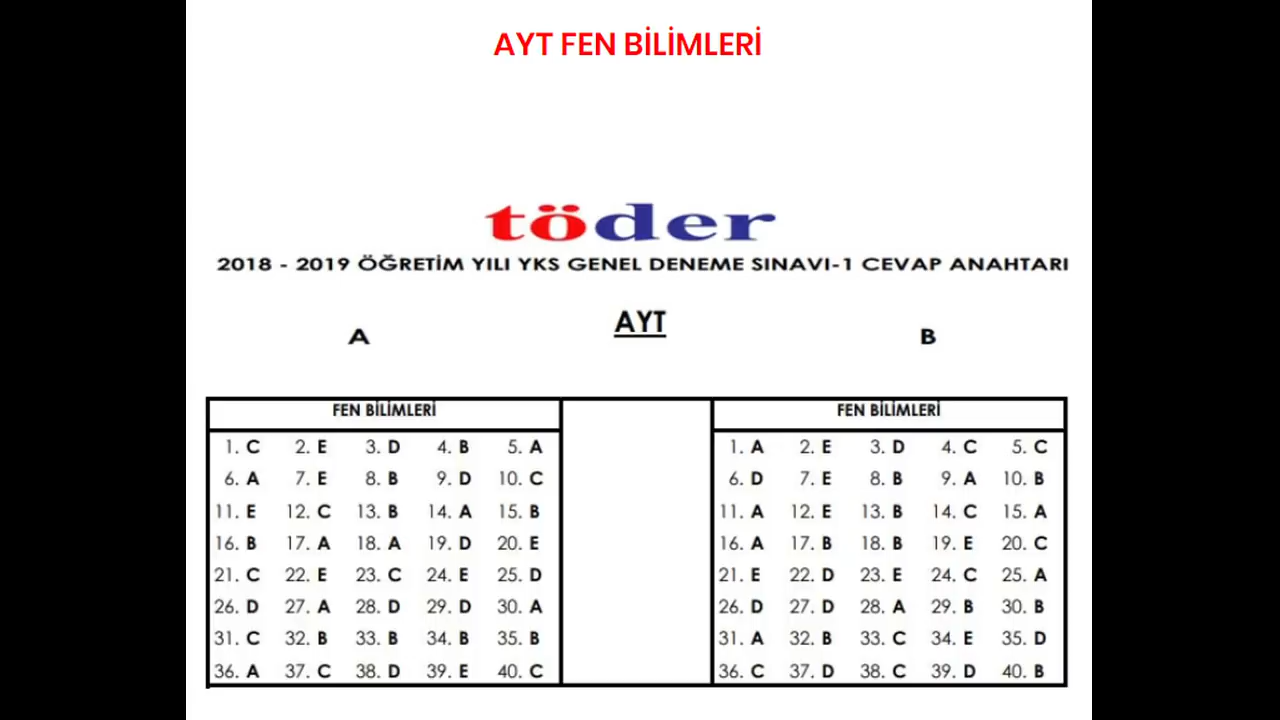 AYT FEN BİLİMLERİ
töder
2018 - 2019 ÖĞRETİM YILI YKS GENEL DENEME SINAVI-1 CEVAP ANAHTARI
AYT
A
B
FEN BİLİMLERİ
1. C 2. E 3. D 4. B 5. A
6. A 7. E 8. B 9. D 10. C
11. E 12. C 13. B 14. A 15. B
16. B 17. A 18. A 19. D 20. E
21. C 22. E 23. C 24. E 25. D
26. D 27. A 28. D 29. D 30. A
31. C 32. B 33. B 34. B 35. B
36. A 37. C 38. D 39. E 40. C
FEN BİLİMLERİ
1. A 2. E 3. D 4. C 5. C
6. D 7. E 8. B 9. A 10. B
11. A 12. E 13. B 14. C 15. A
16. A 17. B 18. B 19. E 20. C
21. E 22. D 23. E 24. C 25. A
26. D 27. D 28. A 29. B 30. B
31. A 32. B 33. C 34. E 35. D
36. C 37. D 38. C 39. D 40. B